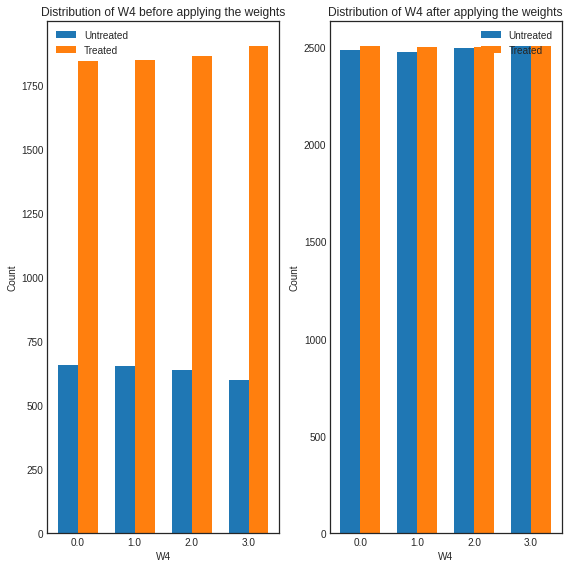 Distribution of W4 before applying the weights
Untreated
Treated
1750
1500
1250
1000
750
500
250
0
Count
0.0 1.0 2.0 3.0
W4
Distribution of W4 after applying the weights
Untreated
Treated
2500
2000
1500
1000
500
0
Count
0.0 1.0 2.0 3.0
W4